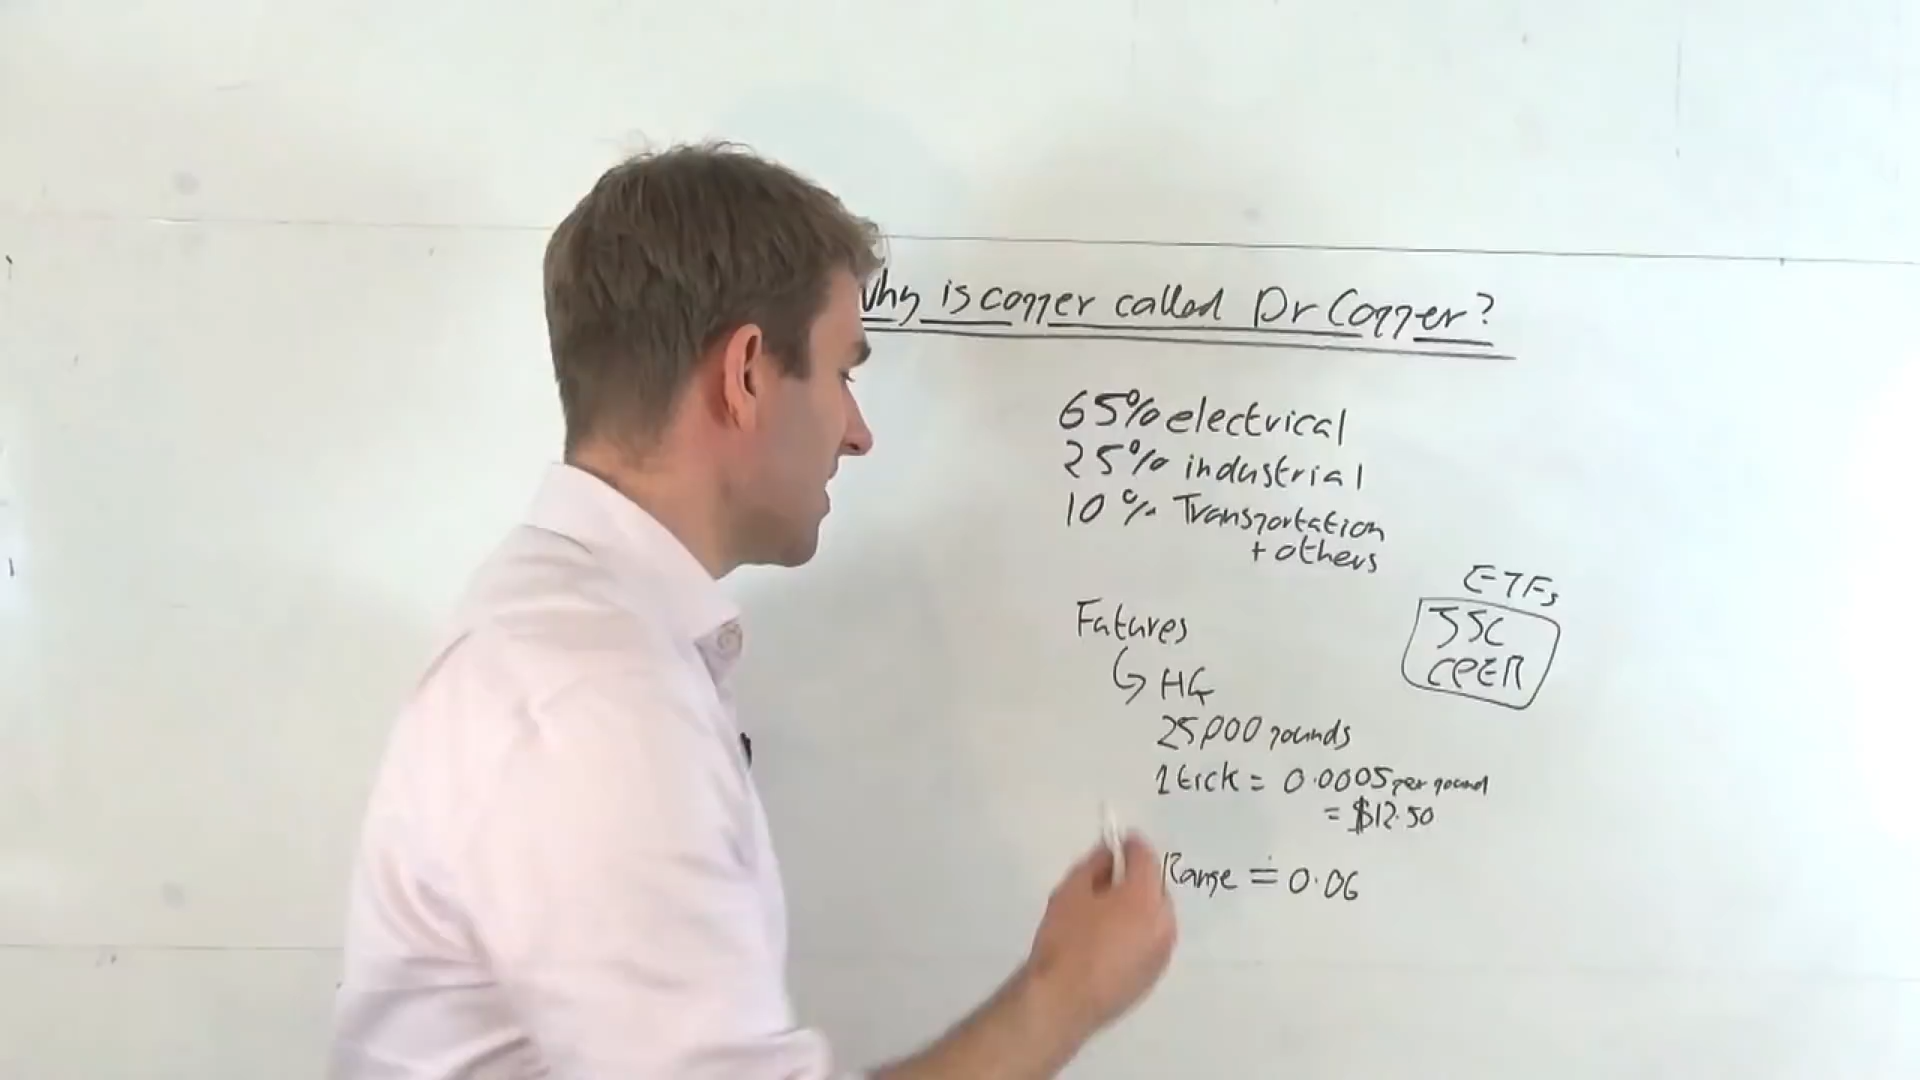 Why is copper called Dr Copper?
65% electrical
25% industrial
10% Transportation
+ others
ETFs
JJC
CPER
Futures
HG
25,000 pounds
1 tick = 0.0005 per pound
= $12.50
Range ≐ 0.06